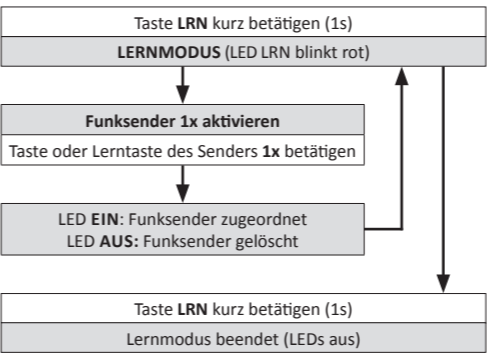 Taste LRN kurz betätigen (1s)
LERNMODUS (LED LRN blinkt rot)
Funksender 1x aktivieren
Taste oder Lerntaste des Senders 1x betätigen
LED EIN: Funksender zugeordnet
LED AUS: Funksender gelöscht
Taste LRN kurz betätigen (1s)
Lernmodus beendet (LEDs aus)